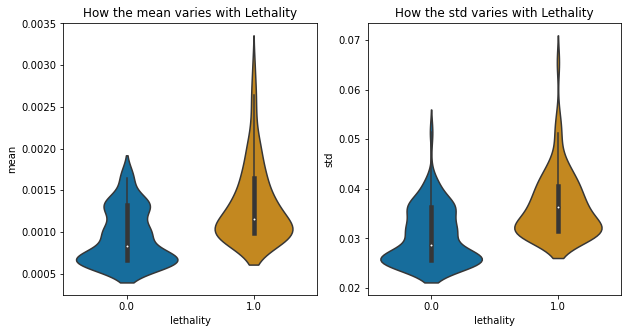 How the mean varies with Lethality
0.0035
0.0030
0.0025
0.0020
0.0015
0.0010
0.0005
mean
0.0
1.0
lethality
How the std varies with Lethality
0.07
0.06
0.05
0.04
0.03
0.02
std
0.0
1.0
lethality